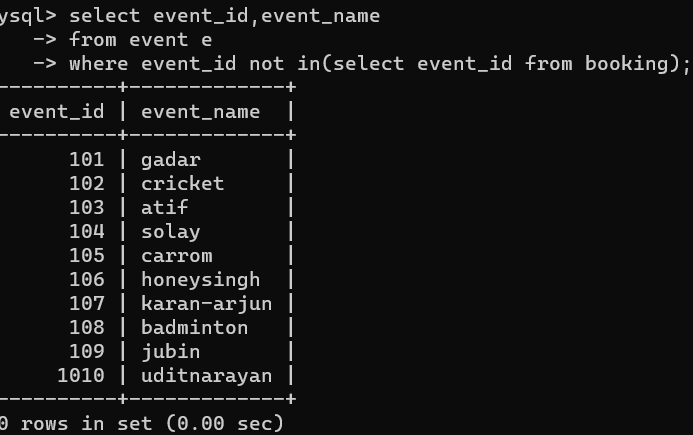 ysql> select event_id,event_name
    -> from event e
    -> where event_id not in(select event_id from booking);
----------+-------------+
 event_id | event_name  |
----------+-------------+
      101 | gadar       |
      102 | cricket     |
      103 | atif        |
      104 | solay       |
      105 | carrom      |
      106 | honeysingh  |
      107 | karan-arjun |
      108 | badminton   |
      109 | jubin       |
     1010 | uditnarayan |
----------+-------------+
0 rows in set (0.00 sec)